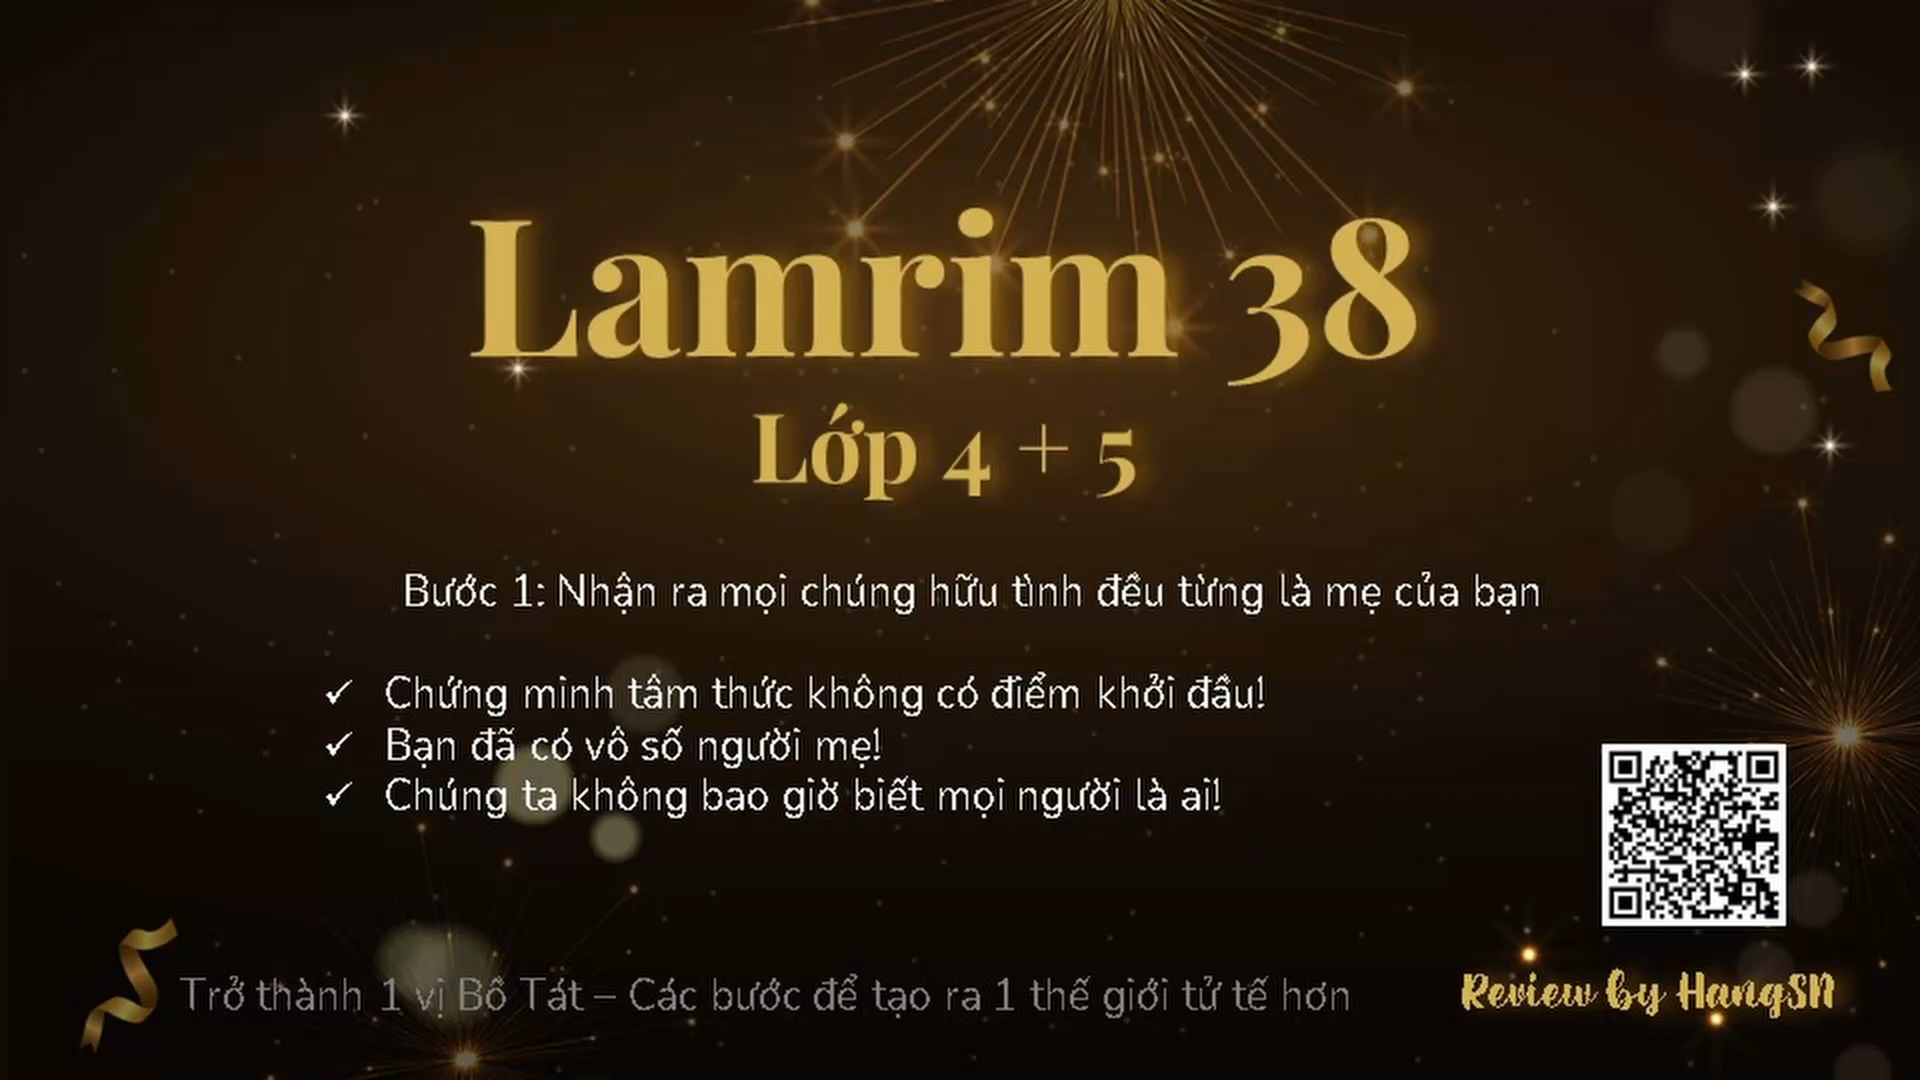 Lamrim 38
Lớp 4 + 5
Bước 1: Nhận ra mọi chúng hữu tình đều từng là mẹ của bạn
✓ Chứng minh tâm thức không có điểm khởi đầu!
✓ Bạn đã có vô số người mẹ!
✓ Chúng ta không bao giờ biết mọi người là ai!
Trở thành 1 vị Bồ Tát – Các bước để tạo ra 1 thế giới tử tế hơn
Review by HangSN